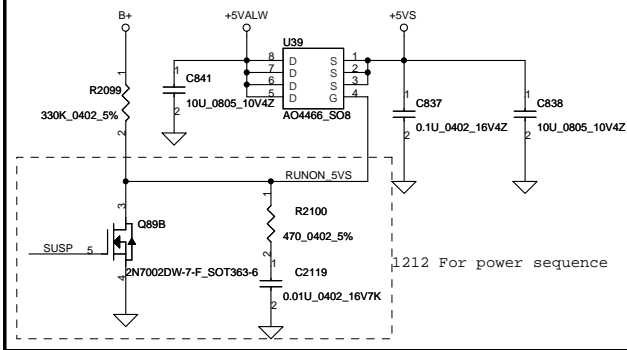 B+
+5VALW
+5VS
U39
8 D S 1
7 D S 2
6 D S 3
5 D G 4
AO4466_SO8
1
C841
10U_0805_10V4Z
2
1
R2099
330K_0402_5%
2
1
C837
0.1U_0402_16V4Z
2
1
C838
10U_0805_10V4Z
2
RUNON_5VS
3
Q89B
SUSP 5
2N7002DW-7-F_SOT363-6
4
1
R2100
470_0402_5%
2
1
C2119
0.01U_0402_16V7K
2
1212 For power sequence